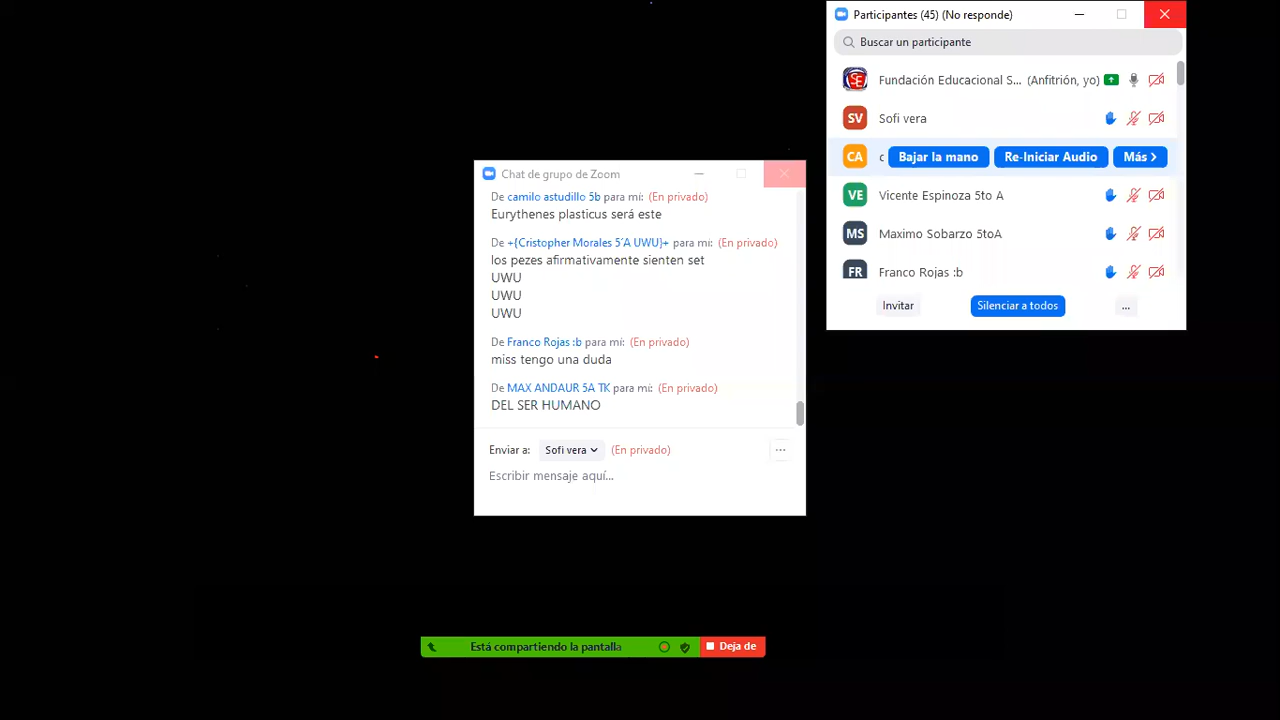 Participantes (45) (No responde)
Buscar un participante
Fundación Educacional S... (Anfitrión, yo)
SV Sofi vera
CA c Bajar la mano Re-Iniciar Audio Más >
VE Vicente Espinoza 5to A
MS Maximo Sobarzo 5toA
FR Franco Rojas :b
Invitar Silenciar a todos ...
Chat de grupo de Zoom
De camilo astudillo 5b para mí: (En privado)
Eurythenes plasticus será este
De +{Cristopher Morales 5´A UWU}+ para mí: (En privado)
los pezes afirmativamente sienten set
UWU
UWU
UWU
De Franco Rojas :b para mí: (En privado)
miss tengo una duda
De MAX ANDAUR 5A TK para mí: (En privado)
DEL SER HUMANO
Enviar a: Sofi vera (En privado) ...
Escribir mensaje aquí...
Está compartiendo la pantalla Deja de